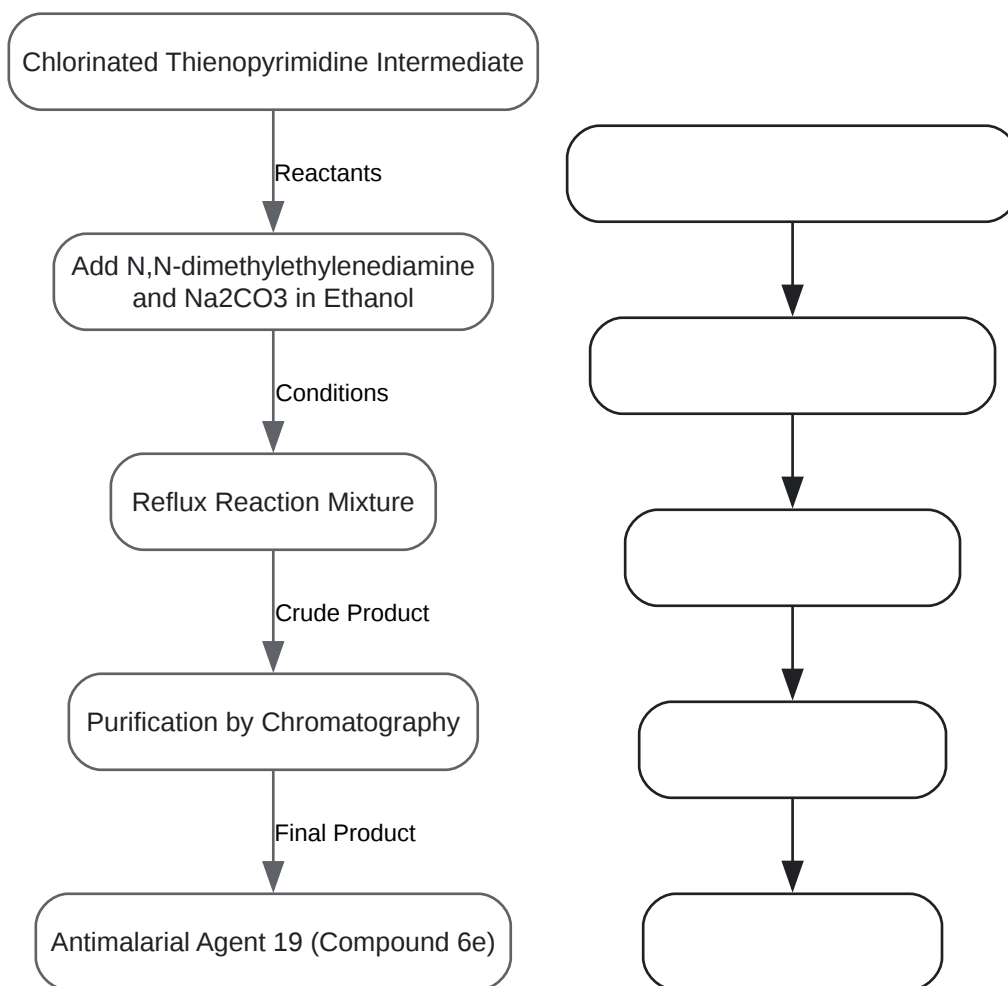 Chlorinated Thienopyrimidine Intermediate
Reactants
Add N,N-dimethylethylenediamine
and Na2CO3 in Ethanol
Conditions
Reflux Reaction Mixture
Crude Product
Purification by Chromatography
Final Product
Antimalarial Agent 19 (Compound 6e)